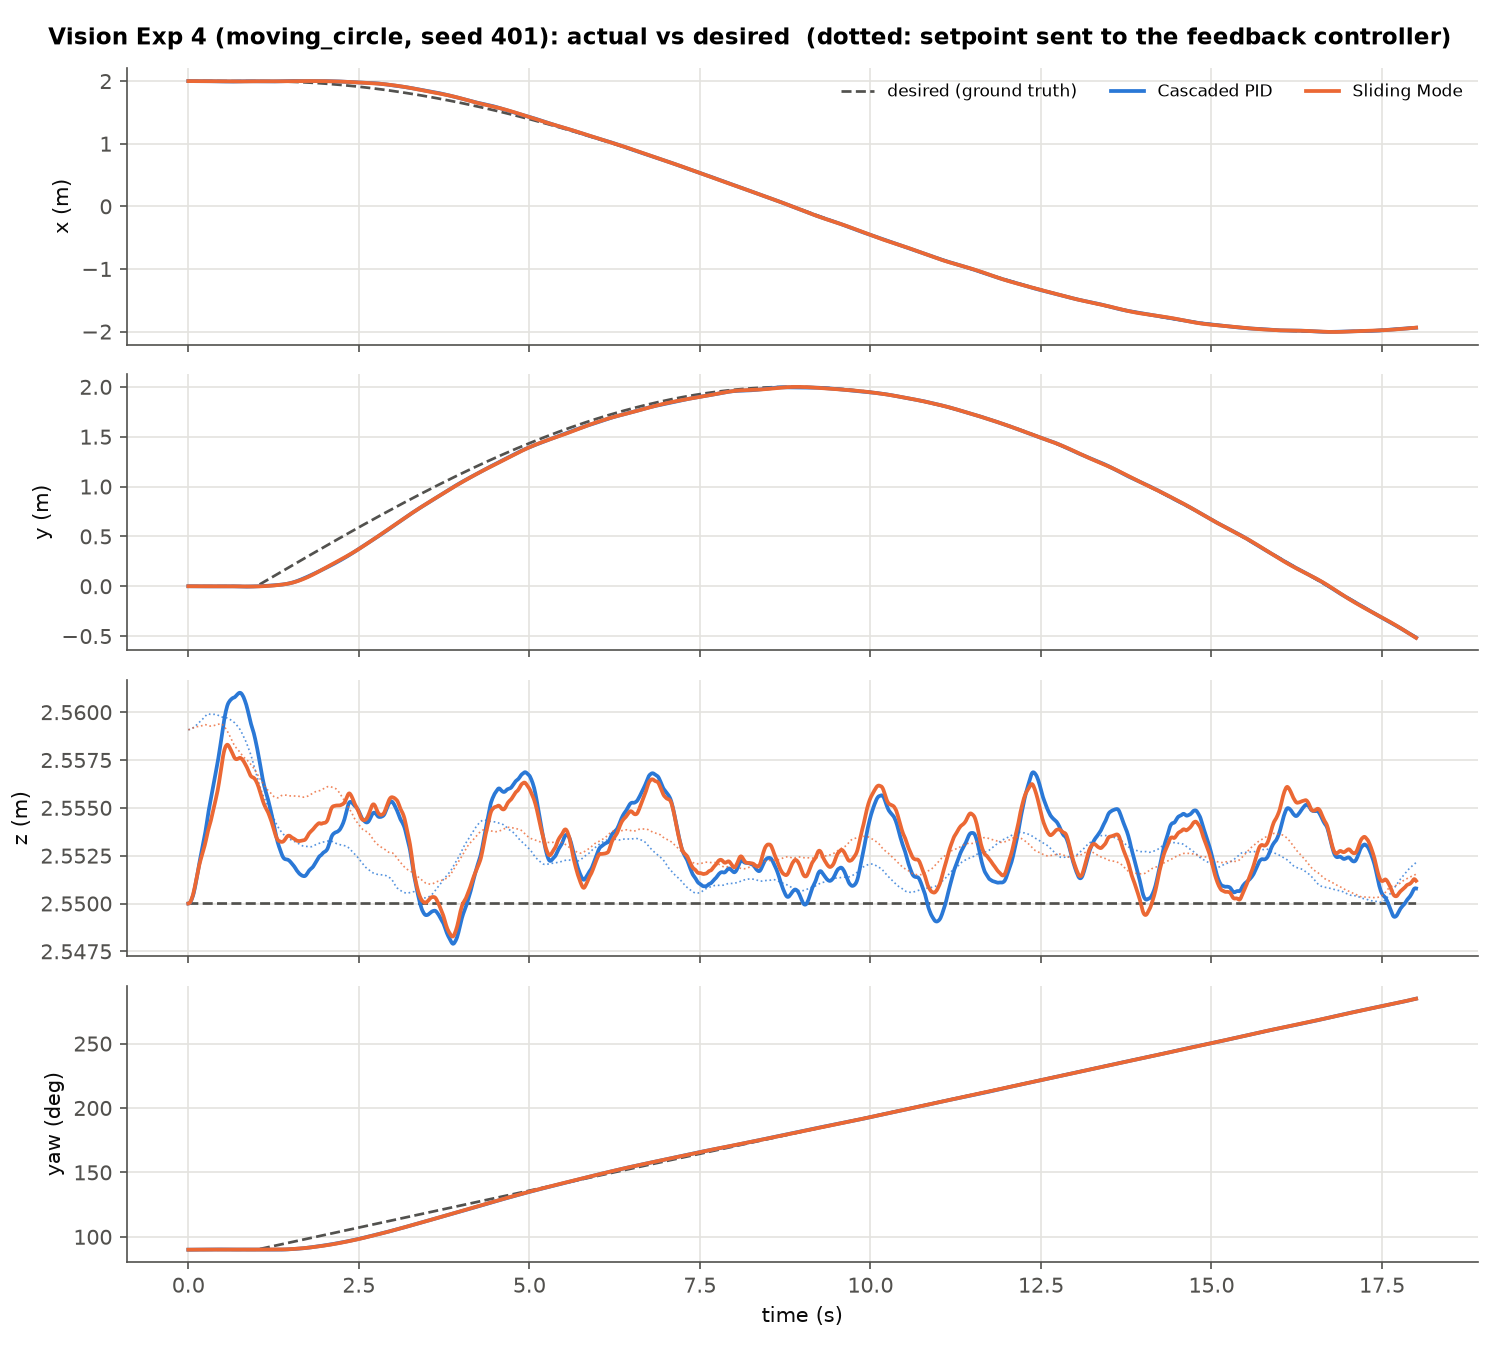 Vision Exp 4 (moving_circle, seed 401): actual vs desired  (dotted: setpoint sent to the feedback controller)
desired (ground truth)
Cascaded PID
Sliding Mode
2
1
0
−1
−2
x (m)
2.0
1.5
1.0
0.5
0.0
−0.5
y (m)
2.5600
2.5575
2.5550
2.5525
2.5500
2.5475
z (m)
250
200
150
100
yaw (deg)
0.0 2.5 5.0 7.5 10.0 12.5 15.0 17.5
time (s)